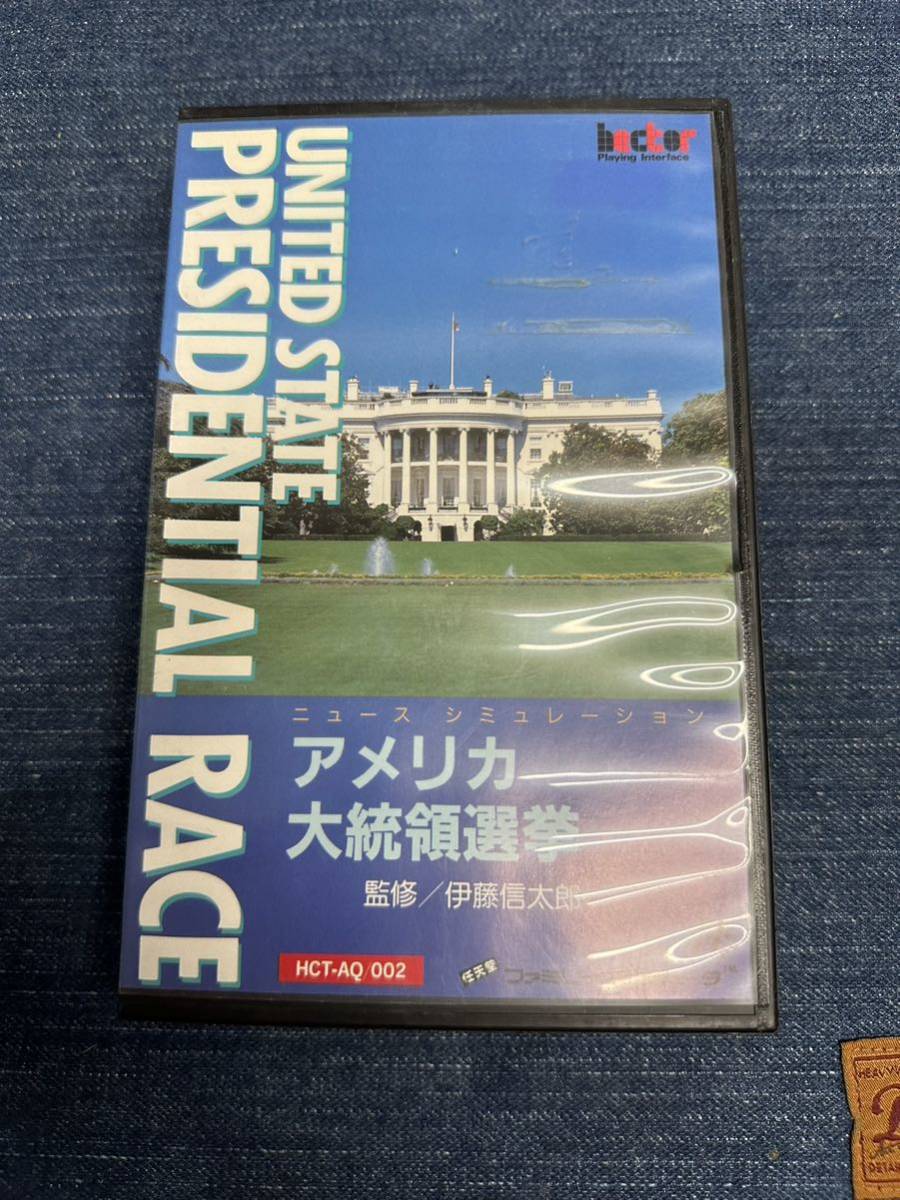 hector
Playing Interface
UNITED STATE
PRESIDENTIAL RACE
ニュース シミュレーション
アメリカ
大統領選挙
監修／伊藤信太郎
HCT-AQ/002
任天堂
HEAVYW
DETAI